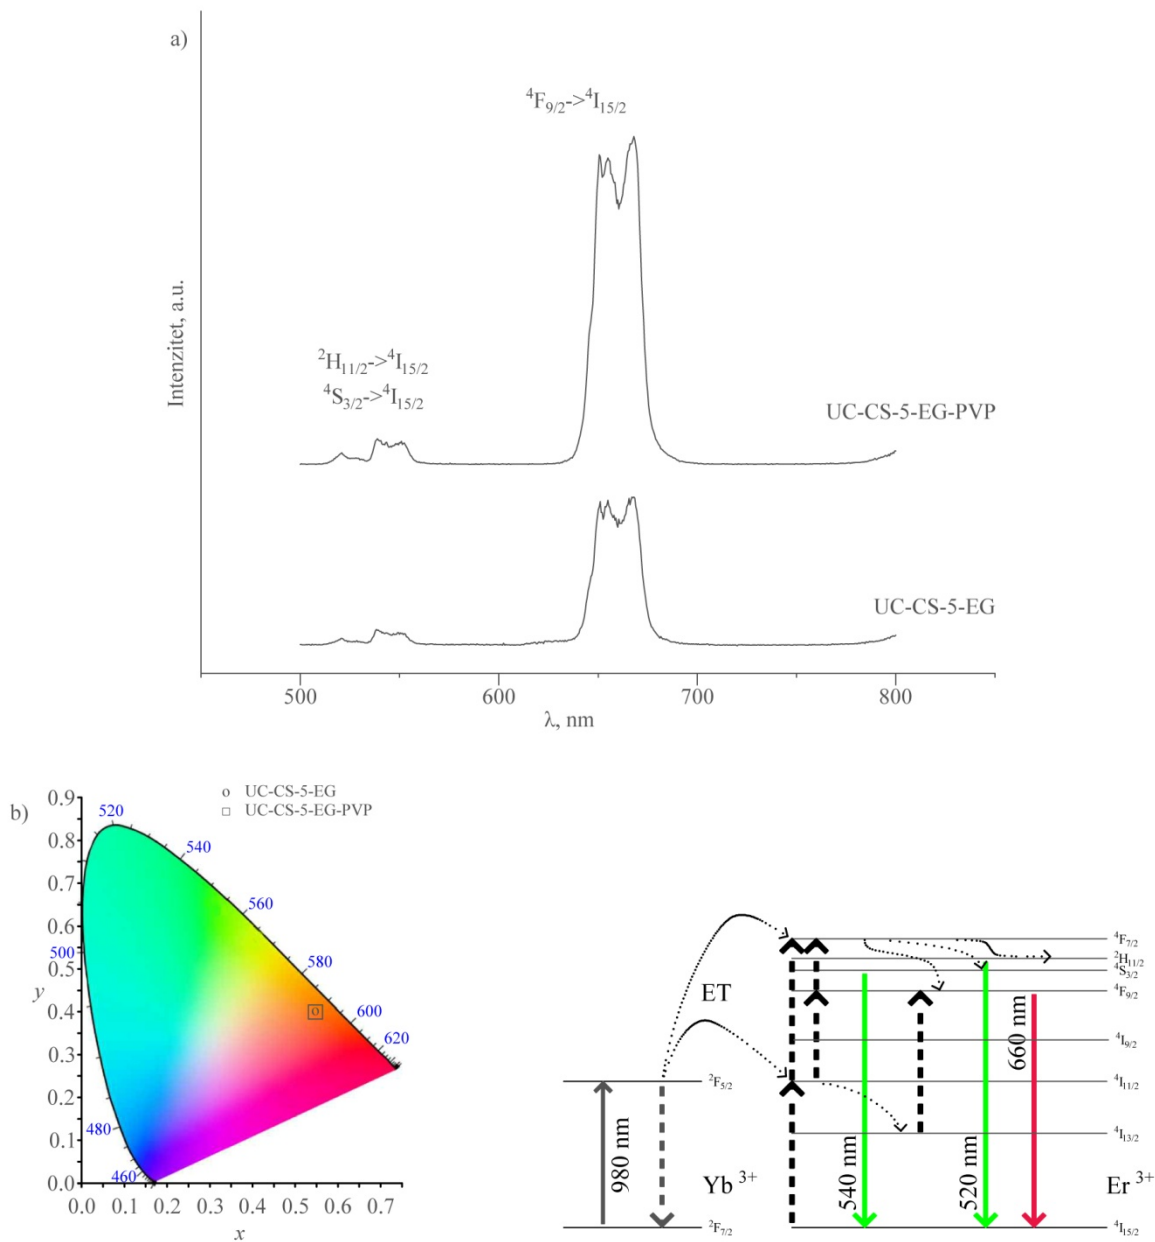 a)
⁴F₉/₂->⁴I₁₅/₂
Intenzitet, a.u.
²H₁₁/₂->⁴I₁₅/₂
⁴S₃/₂->⁴I₁₅/₂
UC-CS-5-EG-PVP
UC-CS-5-EG
500 600 700 800
λ, nm
b)
o UC-CS-5-EG
□ UC-CS-5-EG-PVP
0.9
0.8
0.7
0.6
0.5
0.4
0.3
0.2
0.1
0.0
y
520
540
560
580
600
620
500
480
460
0.0 0.1 0.2 0.3 0.4 0.5 0.6 0.7
x
ET
²F₅/₂
²F₇/₂
980 nm
Yb ³⁺
540 nm
520 nm
660 nm
Er ³⁺
⁴F₇/₂
²H₁₁/₂
⁴S₃/₂
⁴F₉/₂
⁴I₉/₂
⁴I₁₁/₂
⁴I₁₃/₂
⁴I₁₅/₂